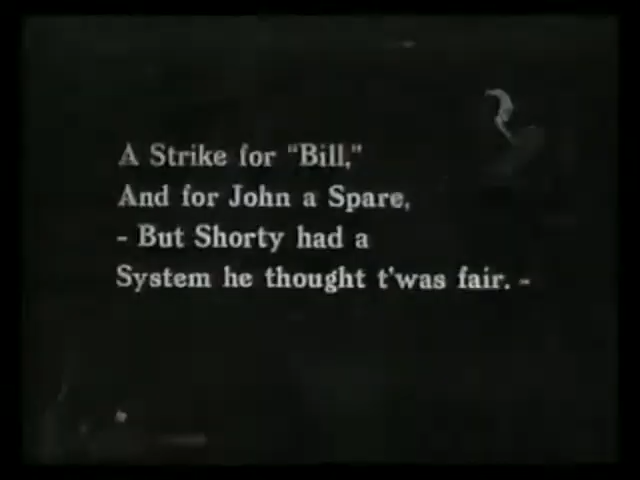 A Strike for "Bill,"
And for John a Spare,
- But Shorty had a
System he thought t'was fair. -